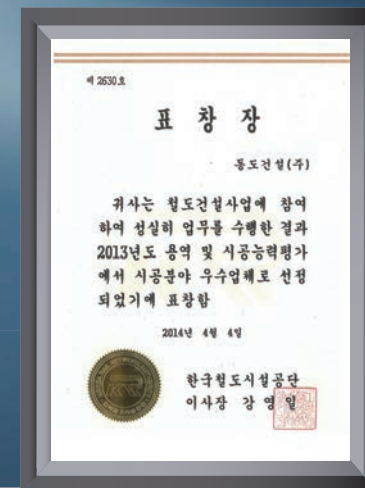 제 2630호
표 창 장
동도건설(주)
귀사는 철도건설사업에 참여
하여 성실히 업무를 수행한 결과
2013년도 용역 및 시공능력평가
에서 시공분야 우수업체로 선정
되었기에 표창함
2014년 4월 4일
한국철도시설공단
이사장 강 영 일